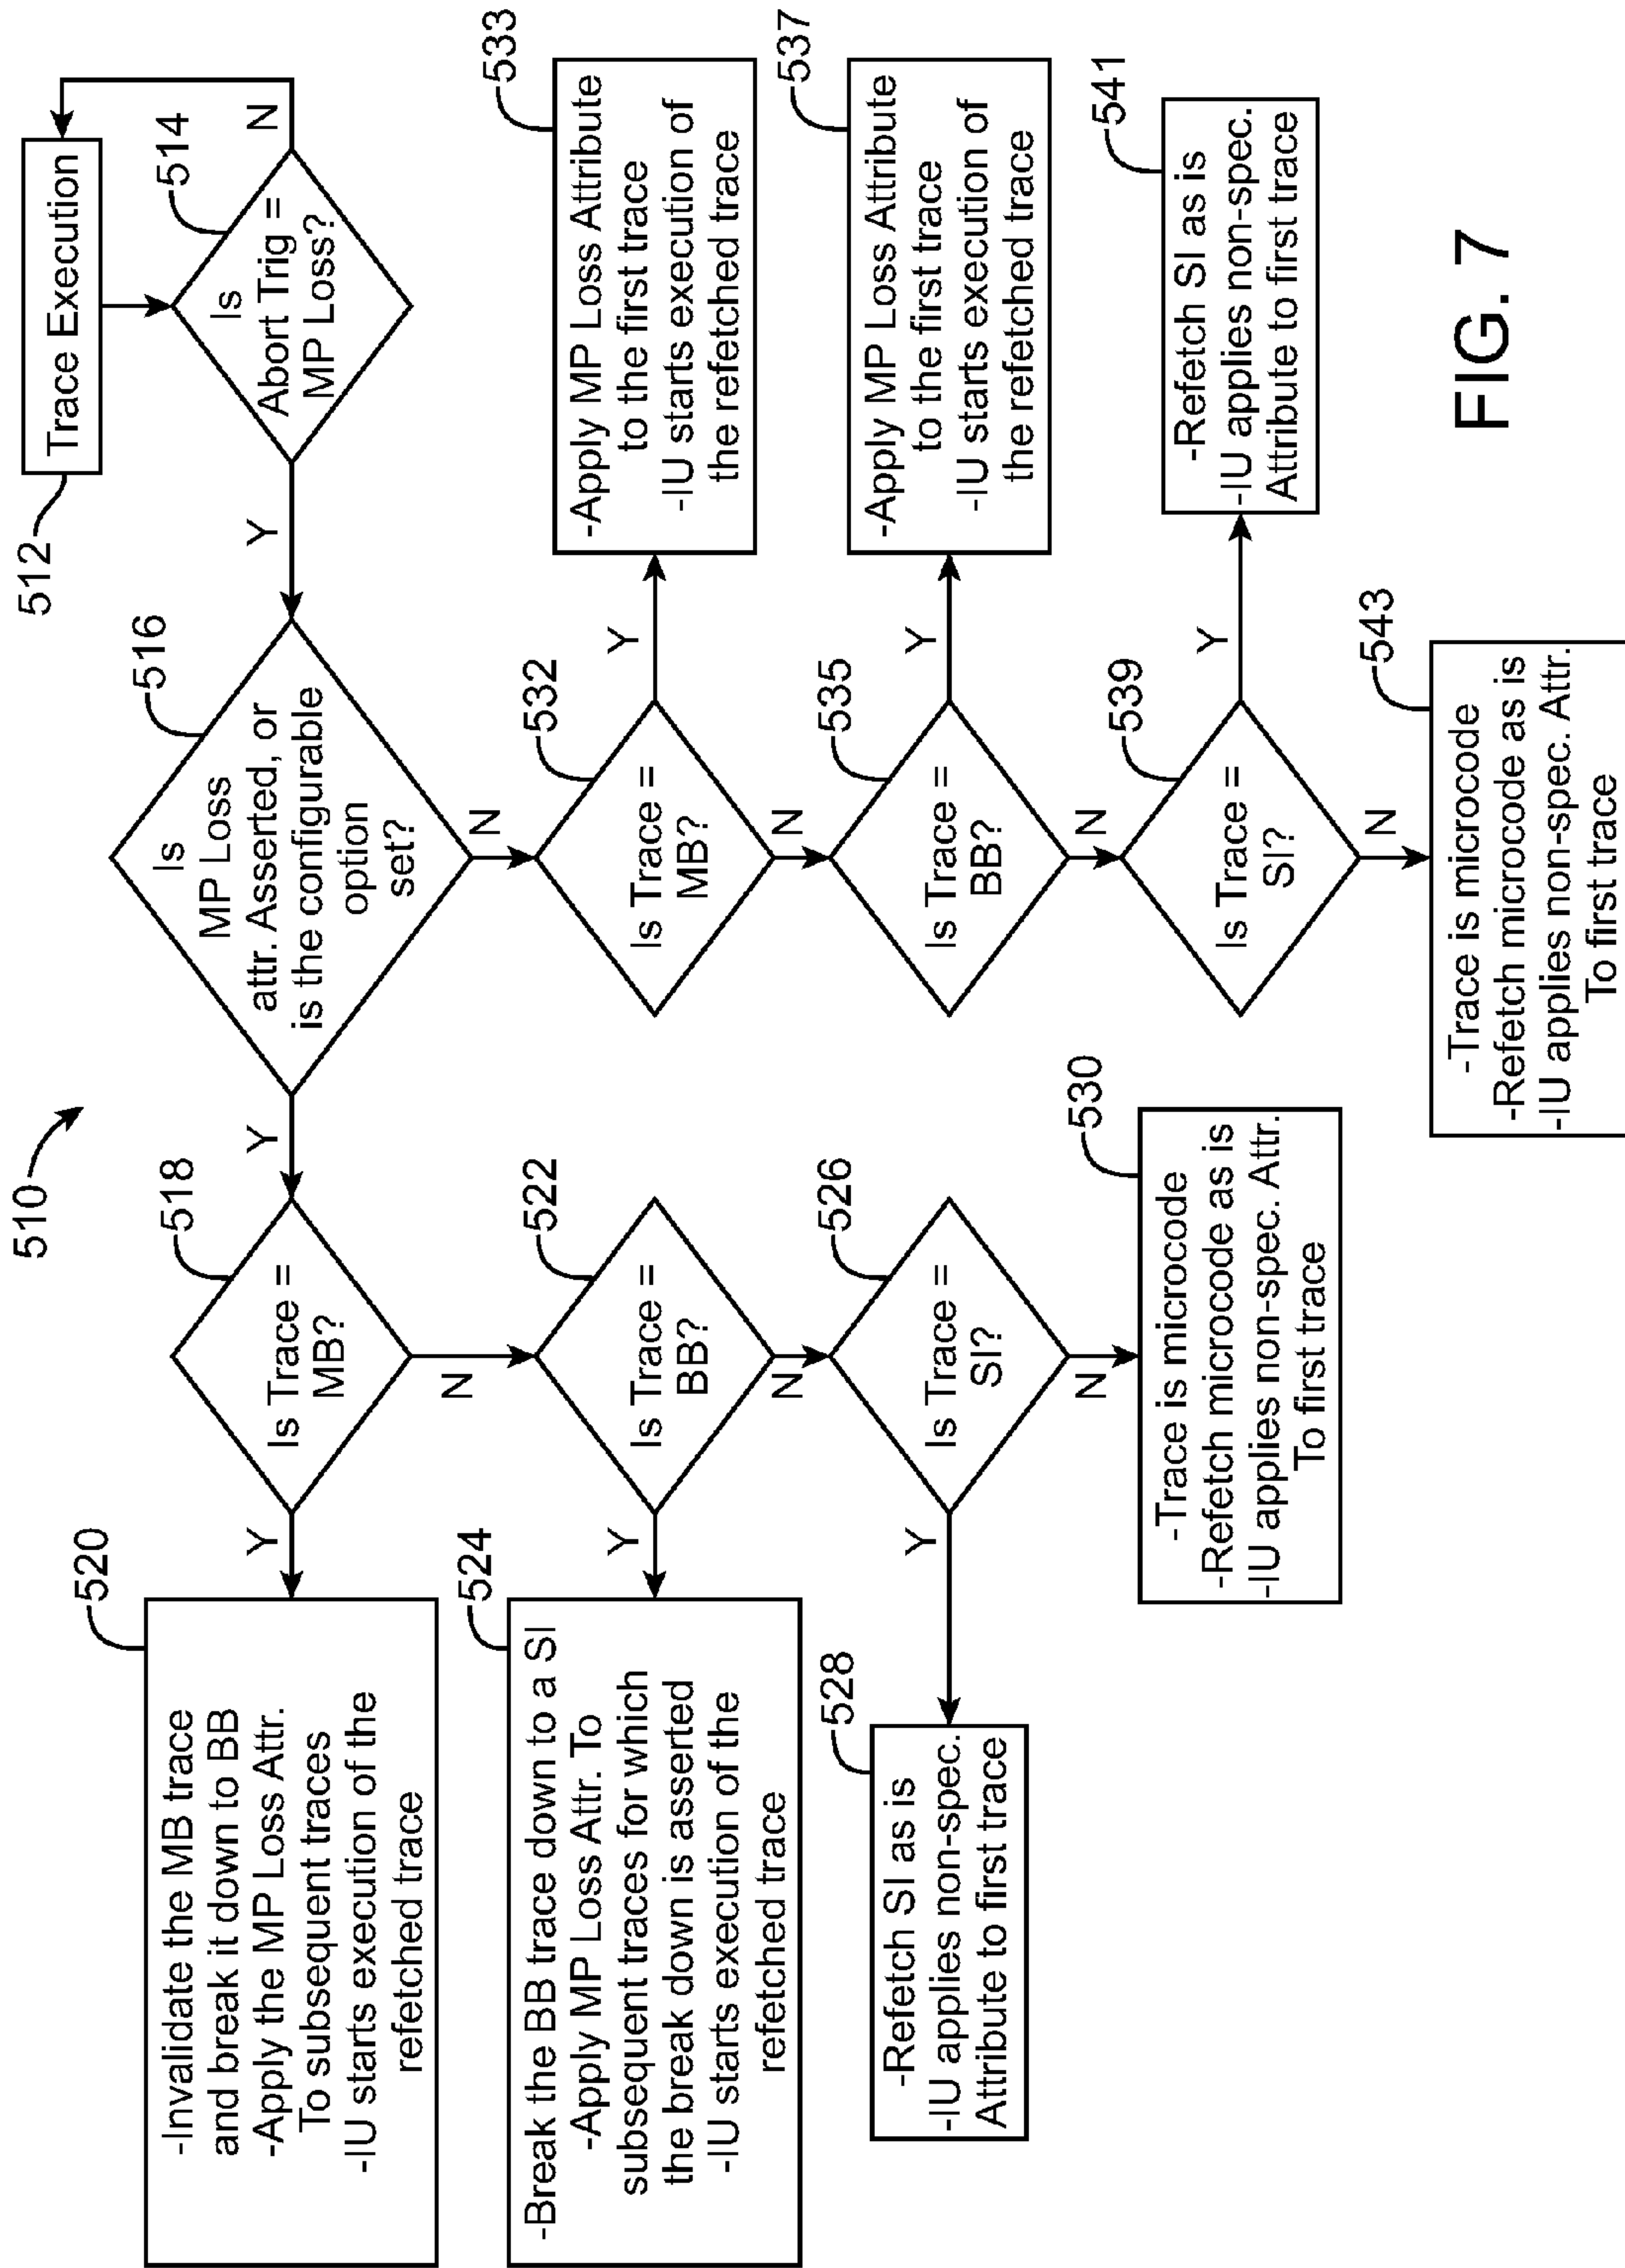 510
512
Trace Execution
514
Is
Abort Trig =
MP Loss?
N
Y
516
Is
MP Loss
attr. Asserted, or
is the configurable
option
set?
Y
N
518
Is Trace =
MB?
Y
N
520
-Invalidate the MB trace
and break it down to BB
-Apply the MP Loss Attr.
To subsequent traces
-IU starts execution of the
refetched trace
522
Is Trace =
BB?
Y
N
524
-Break the BB trace down to a SI
-Apply MP Loss Attr. To
subsequent traces for which
the break down is asserted
-IU starts execution of the
refetched trace
526
Is Trace =
SI?
Y
N
528
-Refetch SI as is
-IU applies non-spec.
Attribute to first trace
530
-Trace is microcode
-Refetch microcode as is
-IU applies non-spec. Attr.
To first trace
532
Is Trace =
MB?
Y
N
533
-Apply MP Loss Attribute
to the first trace
-IU starts execution of
the refetched trace
535
Is Trace =
BB?
Y
N
537
-Apply MP Loss Attribute
to the first trace
-IU starts execution of
the refetched trace
539
Is Trace =
SI?
Y
N
541
-Refetch SI as is
-IU applies non-spec.
Attribute to first trace
543
-Trace is microcode
-Refetch microcode as is
-IU applies non-spec. Attr.
To first trace
FIG. 7